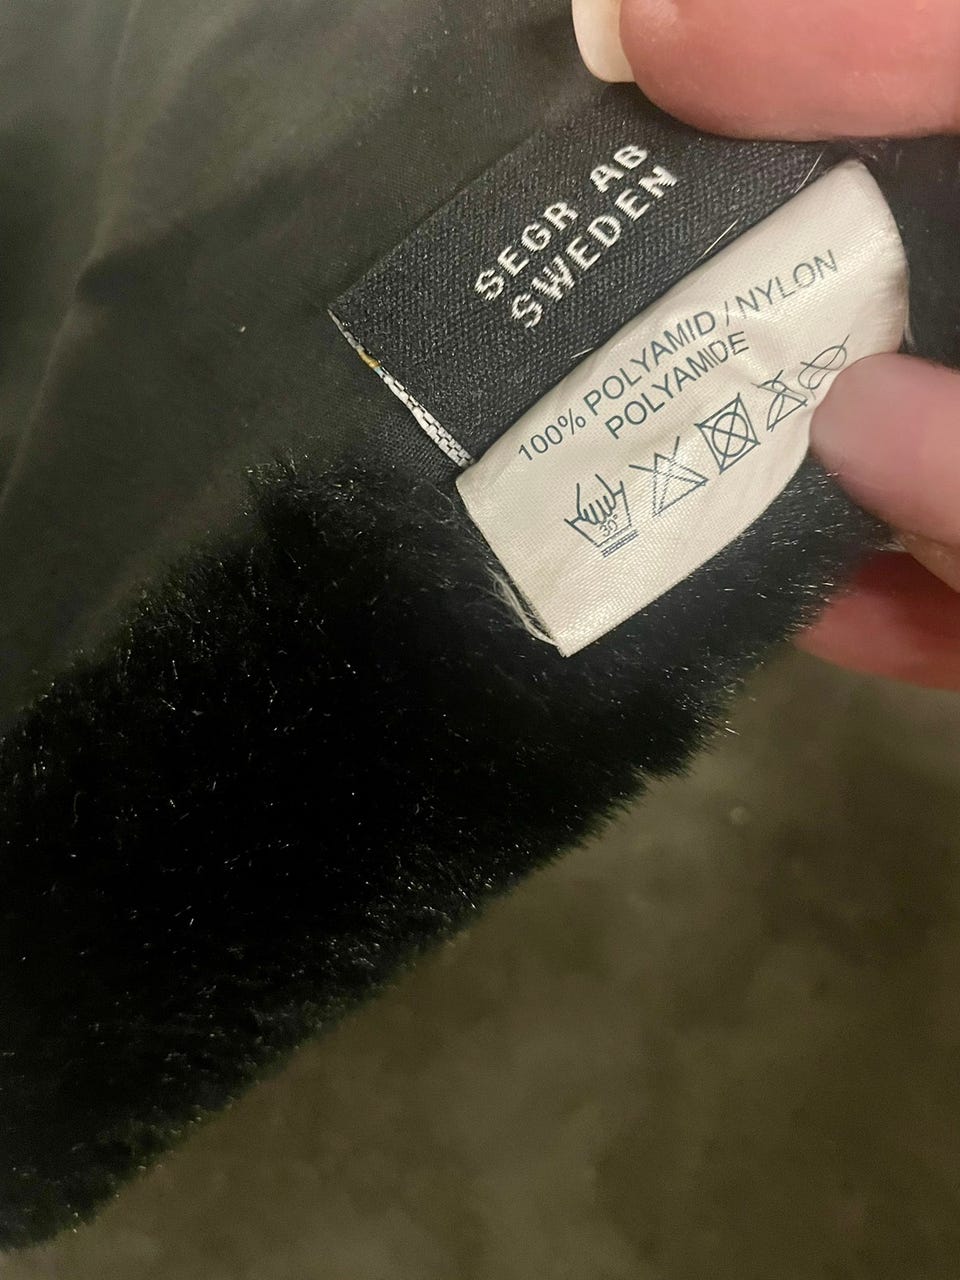 SEGR AB
SWEDEN
100% POLYAMID / NYLON
POLYAMIDE
30°